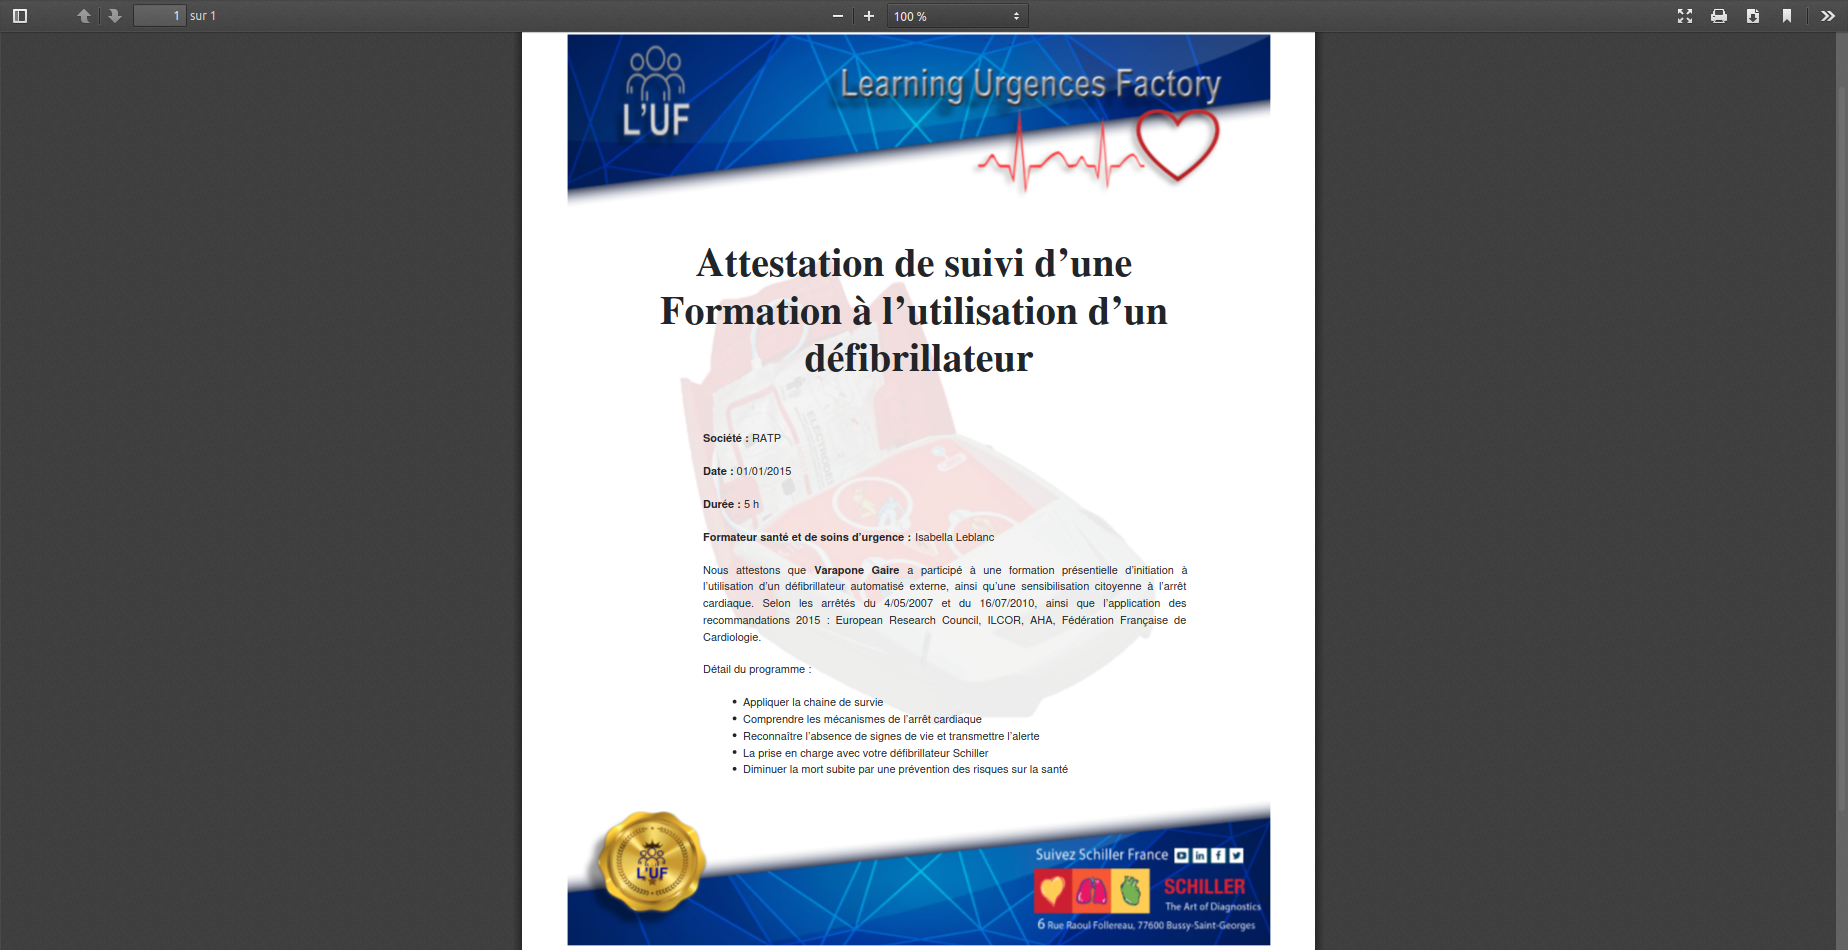 1 sur 1
100 %
L'UF
Learning Urgences Factory
Attestation de suivi d’une
Formation à l’utilisation d’un
défibrillateur
Société : RATP
Date : 01/01/2015
Durée : 5 h
Formateur santé et de soins d’urgence : Isabella Leblanc
Nous attestons que Varapone Gaire a participé à une formation présentielle d’initiation à
l’utilisation d’un défibrillateur automatisé externe, ainsi qu’une sensibilisation citoyenne à l’arrêt
cardiaque. Selon les arrêtés du 4/05/2007 et du 16/07/2010, ainsi que l’application des
recommandations 2015 : European Research Council, ILCOR, AHA, Fédération Française de
Cardiologie.
Détail du programme :
• Appliquer la chaine de survie
• Comprendre les mécanismes de l’arrêt cardiaque
• Reconnaître l’absence de signes de vie et transmettre l’alerte
• La prise en charge avec votre défibrillateur Schiller
• Diminuer la mort subite par une prévention des risques sur la santé
L'UF
Suivez Schiller France
SCHILLER
The Art of Diagnostics
6 Rue Raoul Follereau, 77600 Bussy-Saint-Georges